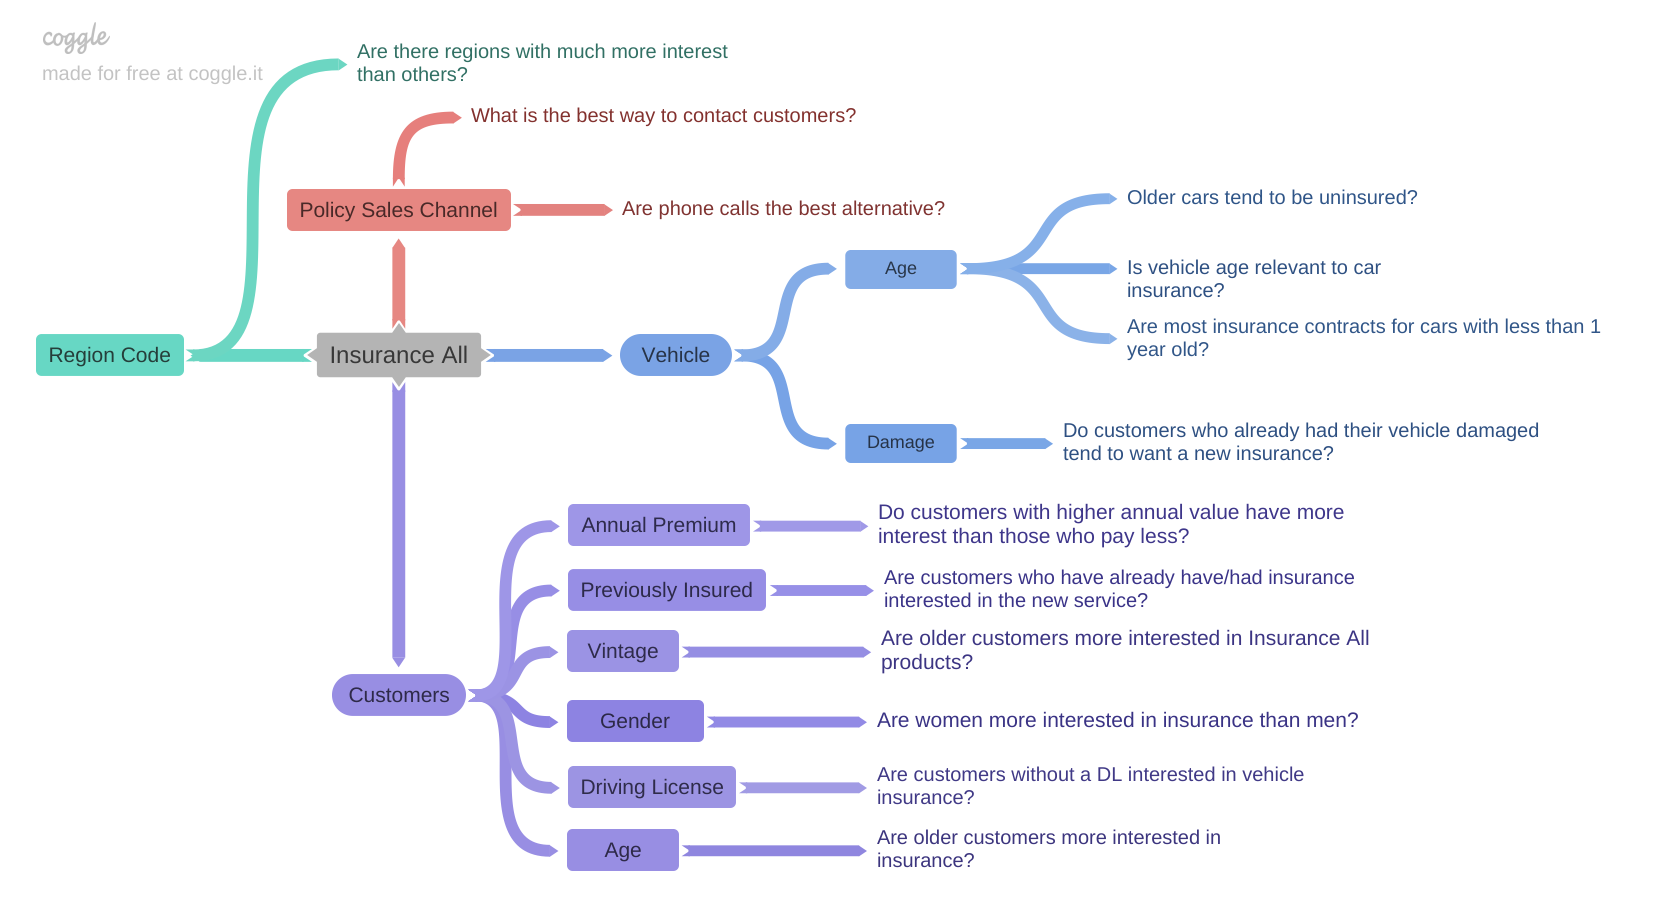 coggle
made for free at coggle.it
Are there regions with much more interest
than others?
What is the best way to contact customers?
Policy Sales Channel
Are phone calls the best alternative?
Region Code
Insurance All
Vehicle
Age
Older cars tend to be uninsured?
Is vehicle age relevant to car
insurance?
Are most insurance contracts for cars with less than 1
year old?
Damage
Do customers who already had their vehicle damaged
tend to want a new insurance?
Customers
Annual Premium
Do customers with higher annual value have more
interest than those who pay less?
Previously Insured
Are customers who have already have/had insurance
interested in the new service?
Vintage
Are older customers more interested in Insurance All
products?
Gender
Are women more interested in insurance than men?
Driving License
Are customers without a DL interested in vehicle
insurance?
Age
Are older customers more interested in
insurance?